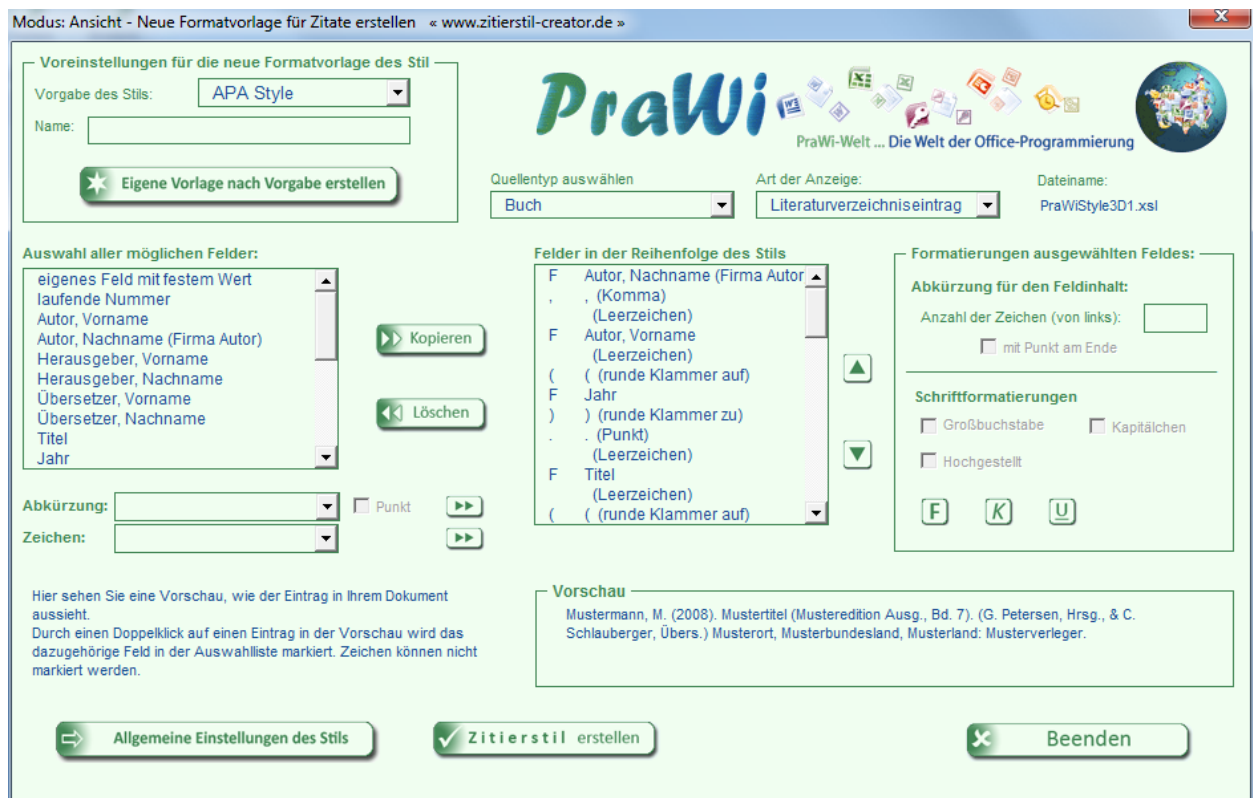 Modus: Ansicht - Neue Formatvorlage für Zitate erstellen « www.zitierstil-creator.de »
x
Voreinstellungen für die neue Formatvorlage des Stil
Vorgabe des Stils: APA Style
Name:
Eigene Vorlage nach Vorgabe erstellen
PraWi
PraWi-Welt ... Die Welt der Office-Programmierung
Quellentyp auswählen
Buch
Art der Anzeige:
Literaturverzeichniseintrag
Dateiname:
PraWiStyle3D1.xsl
Auswahl aller möglichen Felder:
eigenes Feld mit festem Wert
laufende Nummer
Autor, Vorname
Autor, Nachname (Firma Autor)
Herausgeber, Vorname
Herausgeber, Nachname
Übersetzer, Vorname
Übersetzer, Nachname
Titel
Jahr
Kopieren
Löschen
Abkürzung:
Punkt
Zeichen:
Felder in der Reihenfolge des Stils
F Autor, Nachname (Firma Autor
, , (Komma)
(Leerzeichen)
F Autor, Vorname
(Leerzeichen)
( ( (runde Klammer auf)
F Jahr
) ) (runde Klammer zu)
. . (Punkt)
(Leerzeichen)
F Titel
(Leerzeichen)
( ( (runde Klammer auf)
Formatierungen ausgewählten Feldes:
Abkürzung für den Feldinhalt:
Anzahl der Zeichen (von links):
mit Punkt am Ende
Schriftformatierungen
Großbuchstabe Kapitälchen
Hochgestellt
F K U
Hier sehen Sie eine Vorschau, wie der Eintrag in Ihrem Dokument
aussieht.
Durch einen Doppelklick auf einen Eintrag in der Vorschau wird das
dazugehörige Feld in der Auswahlliste markiert. Zeichen können nicht
markiert werden.
Vorschau
Mustermann, M. (2008). Mustertitel (Musteredition Ausg., Bd. 7). (G. Petersen, Hrsg., & C.
Schlauberger, Übers.) Musterort, Musterbundesland, Musterland: Musterverleger.
Allgemeine Einstellungen des Stils
Zitierstil erstellen
Beenden